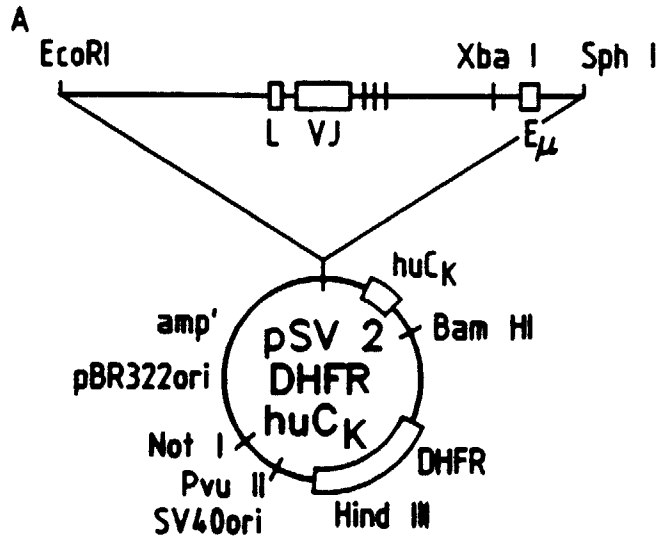 A
EcoRI
Xba I
Sph I
L
VJ
Eμ
huCK
amp'
pSV 2
Bam HI
pBR322ori
DHFR
huCK
Not I
DHFR
Pvu II
SV40ori
Hind III